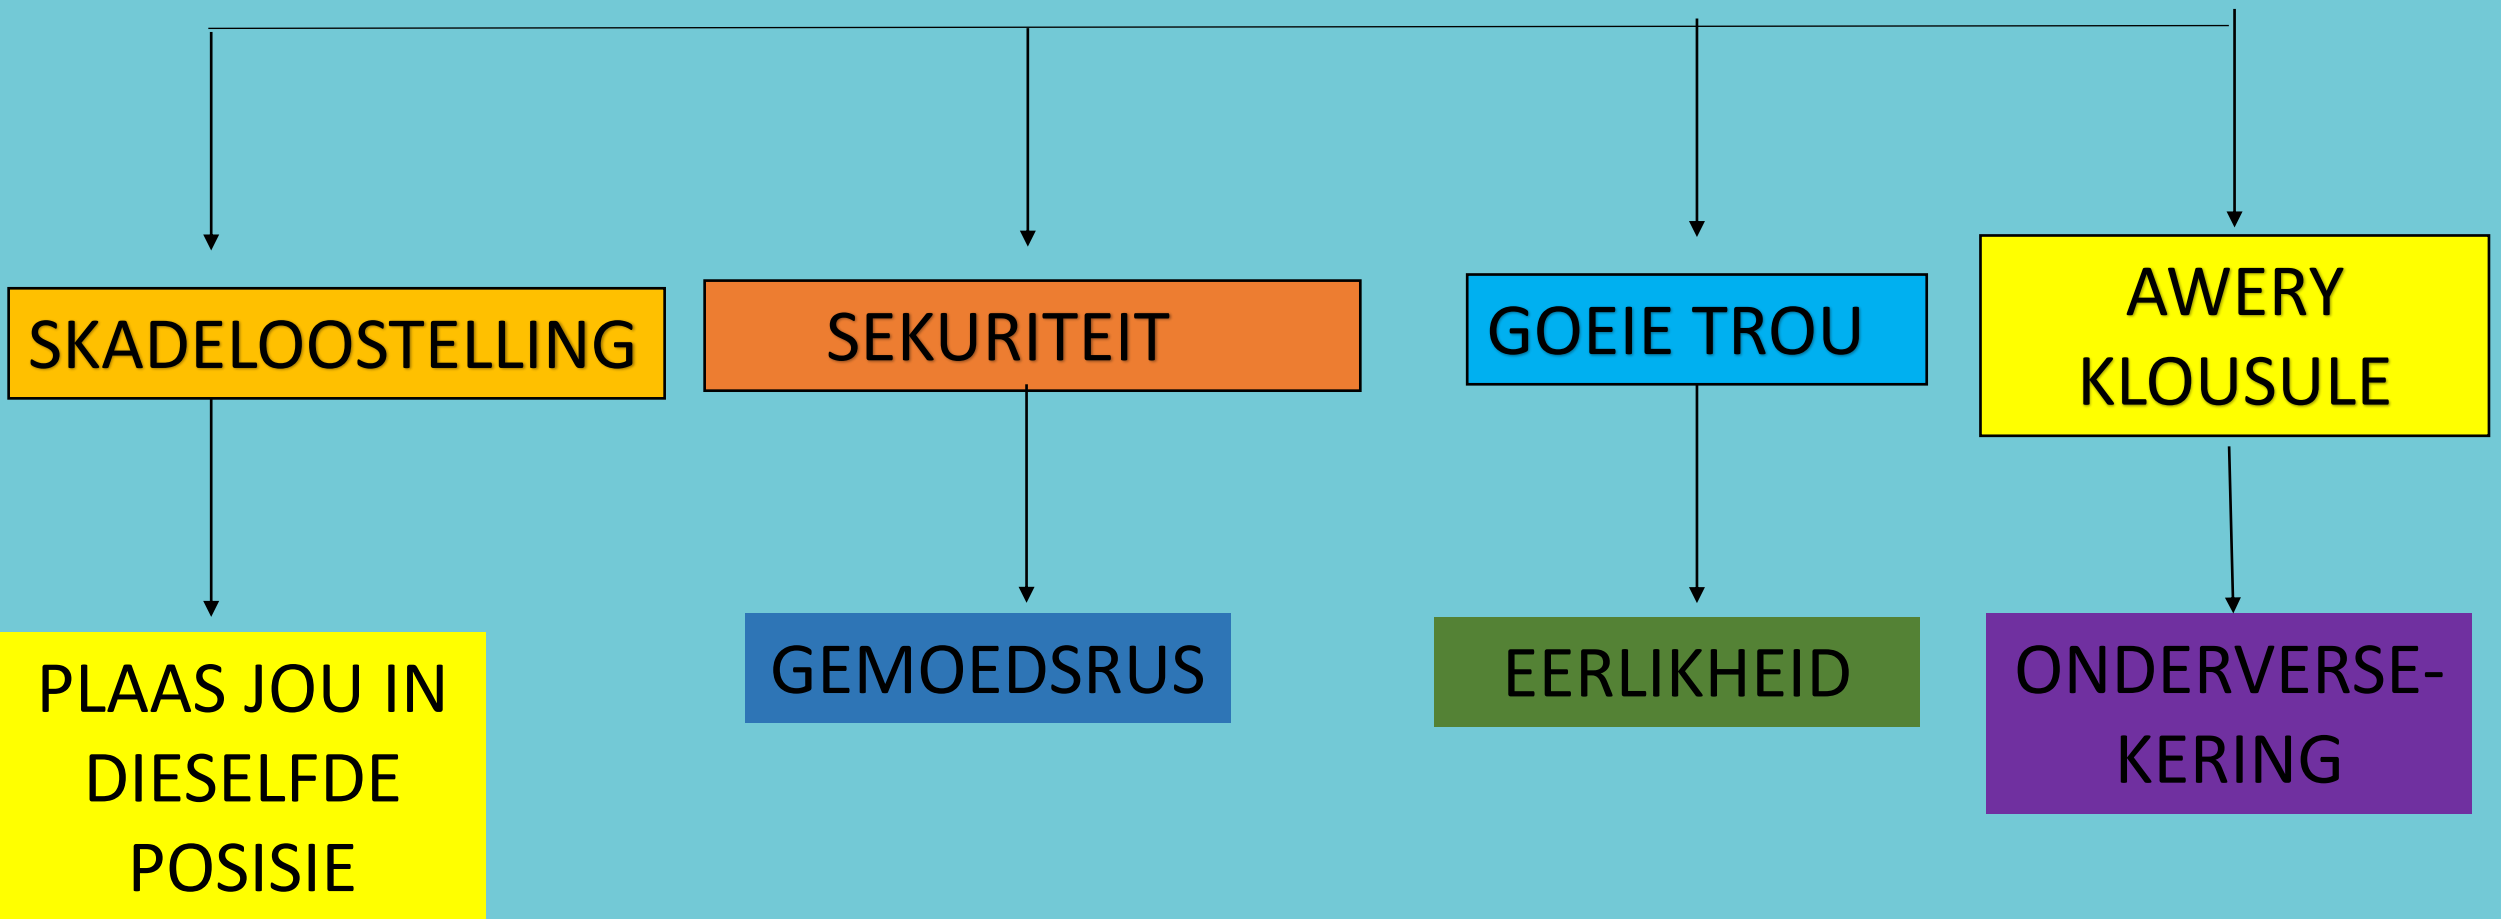 SKADELOOSTELLING
SEKURITEIT
GOEIE TROU
AWERY
KLOUSULE
PLAAS JOU IN
DIESELFDE
POSISIE
GEMOEDSRUS
EERLIKHEID
ONDERVERSE-
KERING